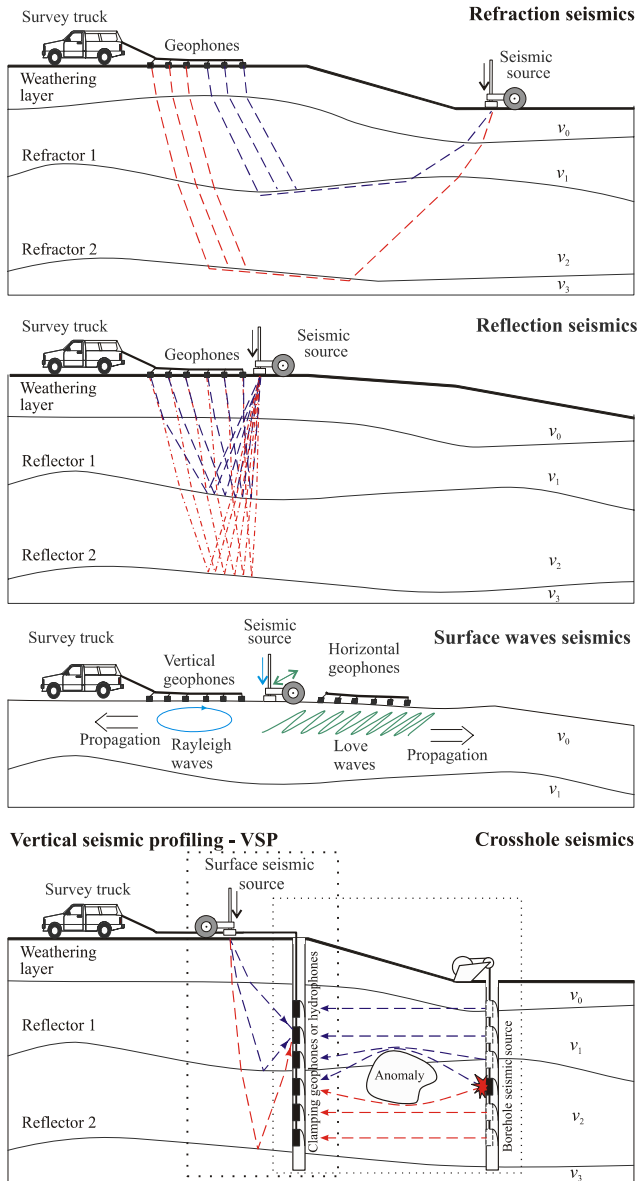 Refraction seismics
Survey truck
Geophones
Seismic
source
Weathering
layer
v0
Refractor 1
v1
Refractor 2
v2
v3
Reflection seismics
Survey truck
Geophones
Seismic
source
Weathering
layer
v0
Reflector 1
v1
Reflector 2
v2
v3
Surface waves seismics
Survey truck
Vertical
geophones
Seismic
source
Horizontal
geophones
Propagation
Rayleigh
waves
Love
waves
Propagation
v0
v1
Vertical seismic profiling - VSP
Crosshole seismics
Survey truck
Surface seismic
source
Weathering
layer
Clamping geophones or hydrophones
Borehole seismic source
v0
Reflector 1
v1
Anomaly
Reflector 2
v2
v3